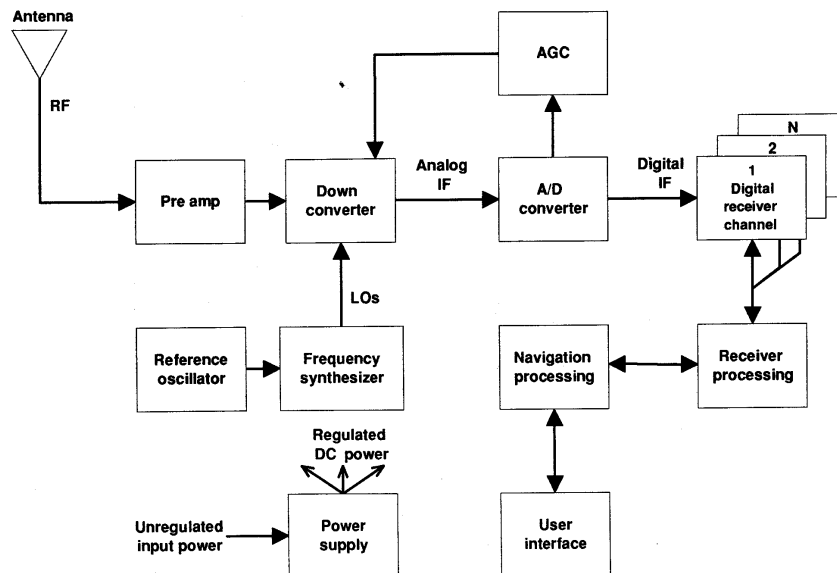 Antenna
RF
AGC
Pre amp
Down
converter
Analog
IF
A/D
converter
Digital
IF
N
2
1
Digital
receiver
channel
LOs
Reference
oscillator
Frequency
synthesizer
Navigation
processing
Receiver
processing
Regulated
DC power
Unregulated
input power
Power
supply
User
interface